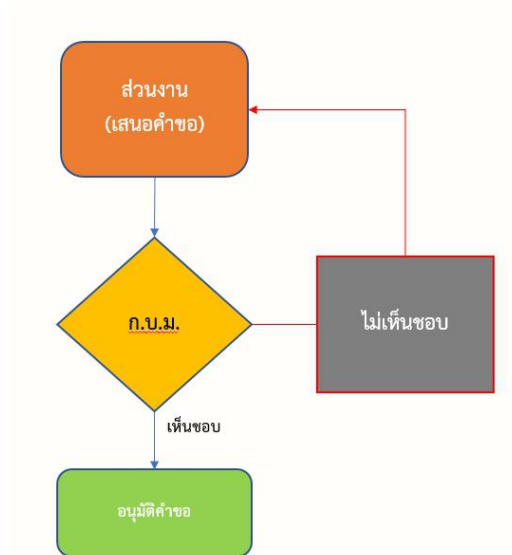 ส่วนงาน
(เสนอคำขอ)
ก.บ.ม.
ไม่เห็นชอบ
เห็นชอบ
อนุมัติคำขอ